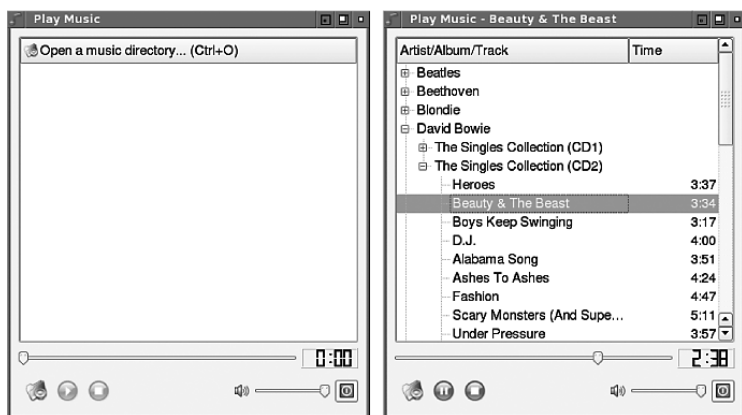 Play Music
Open a music directory... (Ctrl+O)
0:00
Play Music - Beauty & The Beast
Artist/Album/Track Time
Beatles
Beethoven
Blondie
David Bowie
The Singles Collection (CD1)
The Singles Collection (CD2)
Heroes 3:37
Beauty & The Beast 3:34
Boys Keep Swinging 3:17
D.J. 4:00
Alabama Song 3:51
Ashes To Ashes 4:24
Fashion 4:47
Scary Monsters (And Supe... 5:11
Under Pressure 3:57
2:38